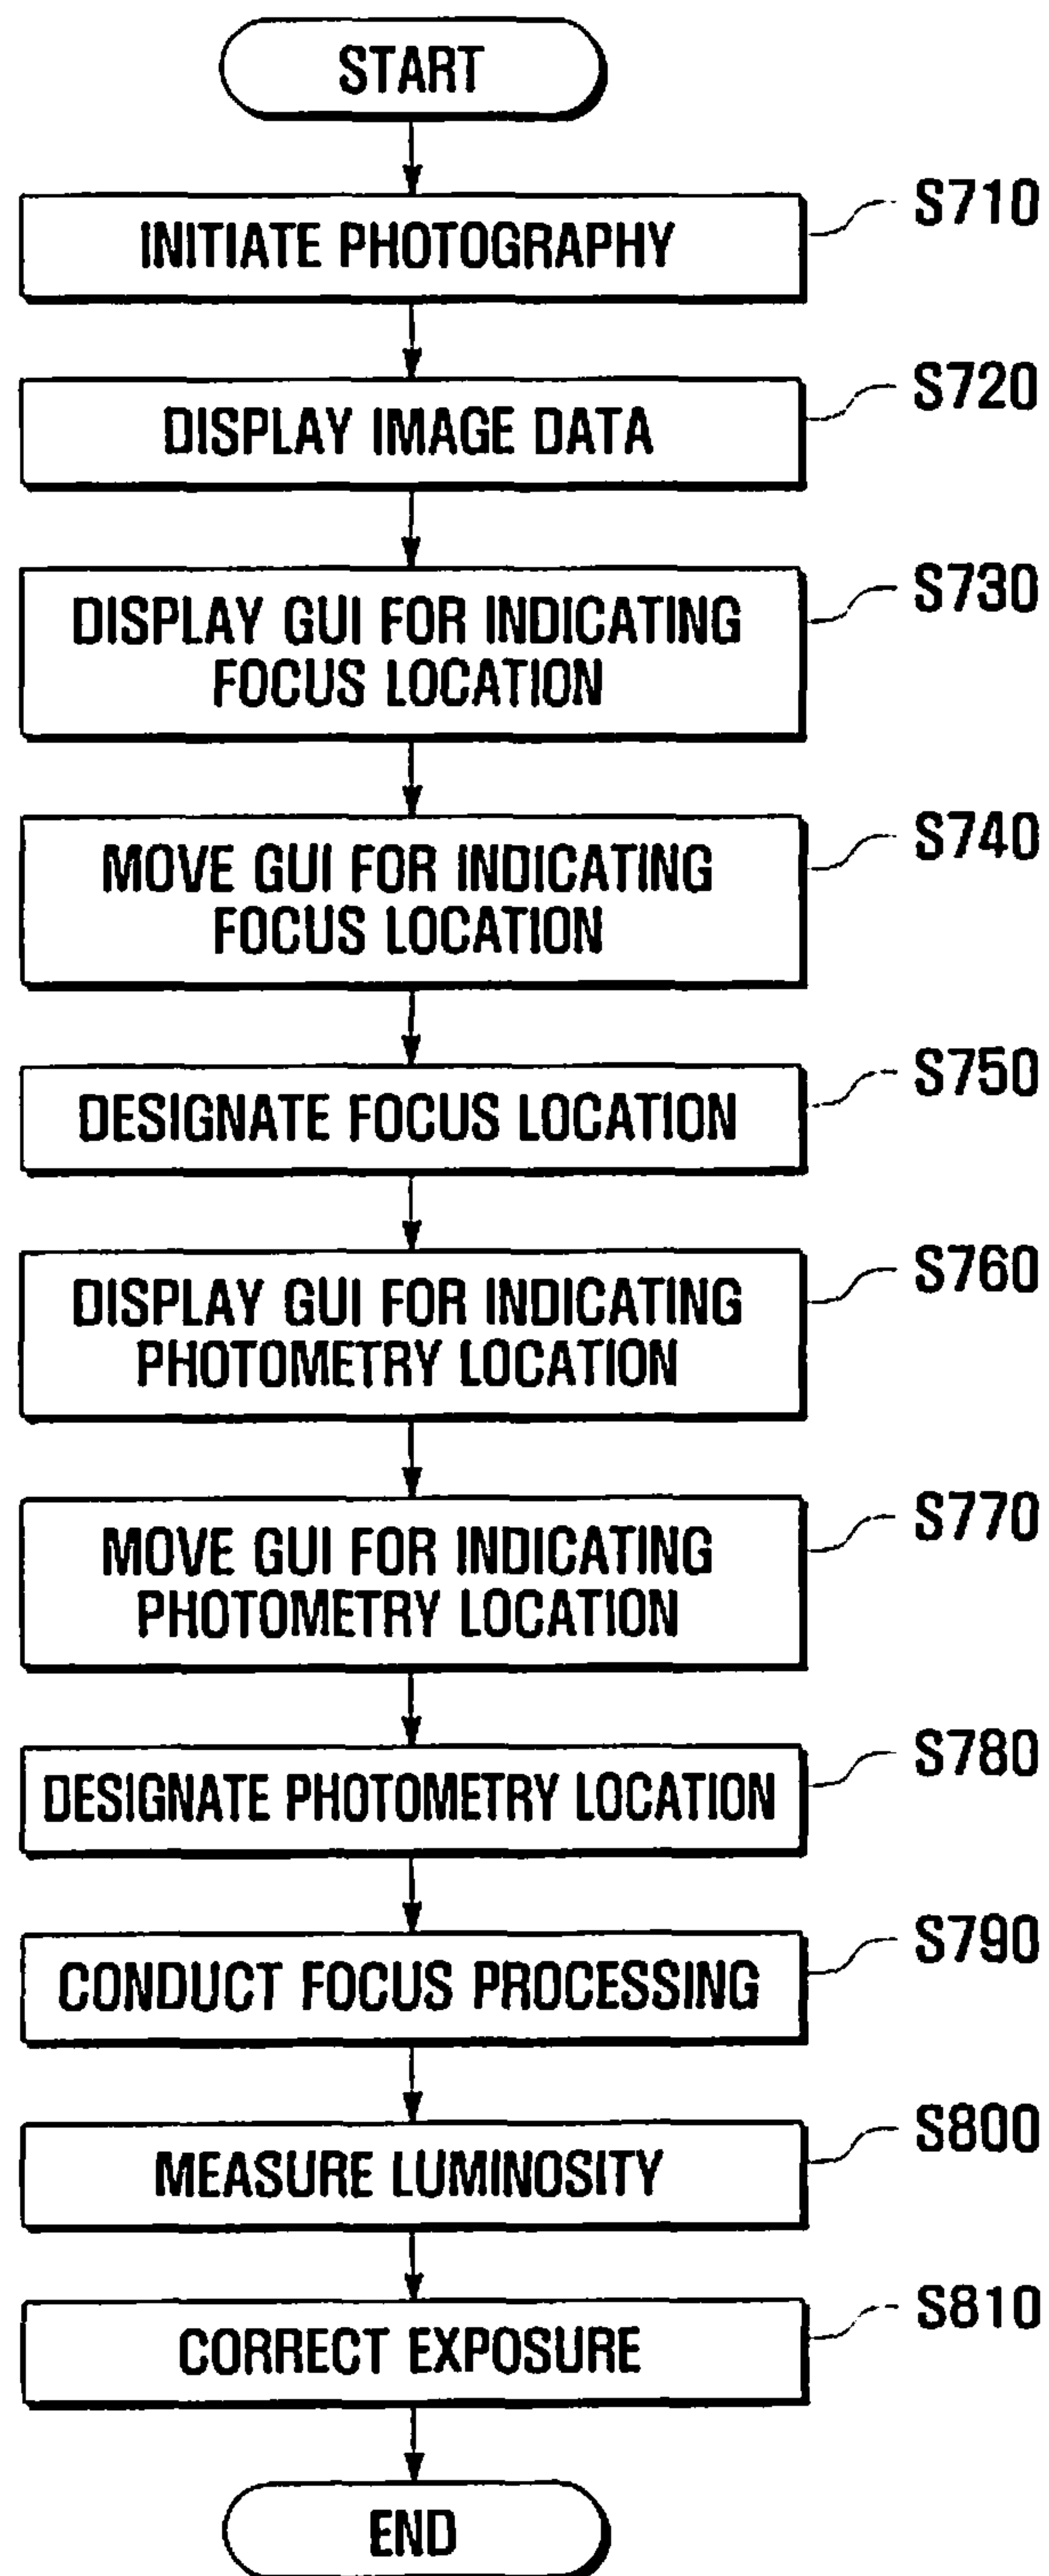 START
INITIATE PHOTOGRAPHY
S710
DISPLAY IMAGE DATA
S720
DISPLAY GUI FOR INDICATING
FOCUS LOCATION
S730
MOVE GUI FOR INDICATING
FOCUS LOCATION
S740
DESIGNATE FOCUS LOCATION
S750
DISPLAY GUI FOR INDICATING
PHOTOMETRY LOCATION
S760
MOVE GUI FOR INDICATING
PHOTOMETRY LOCATION
S770
DESIGNATE PHOTOMETRY LOCATION
S780
CONDUCT FOCUS PROCESSING
S790
MEASURE LUMINOSITY
S800
CORRECT EXPOSURE
S810
END